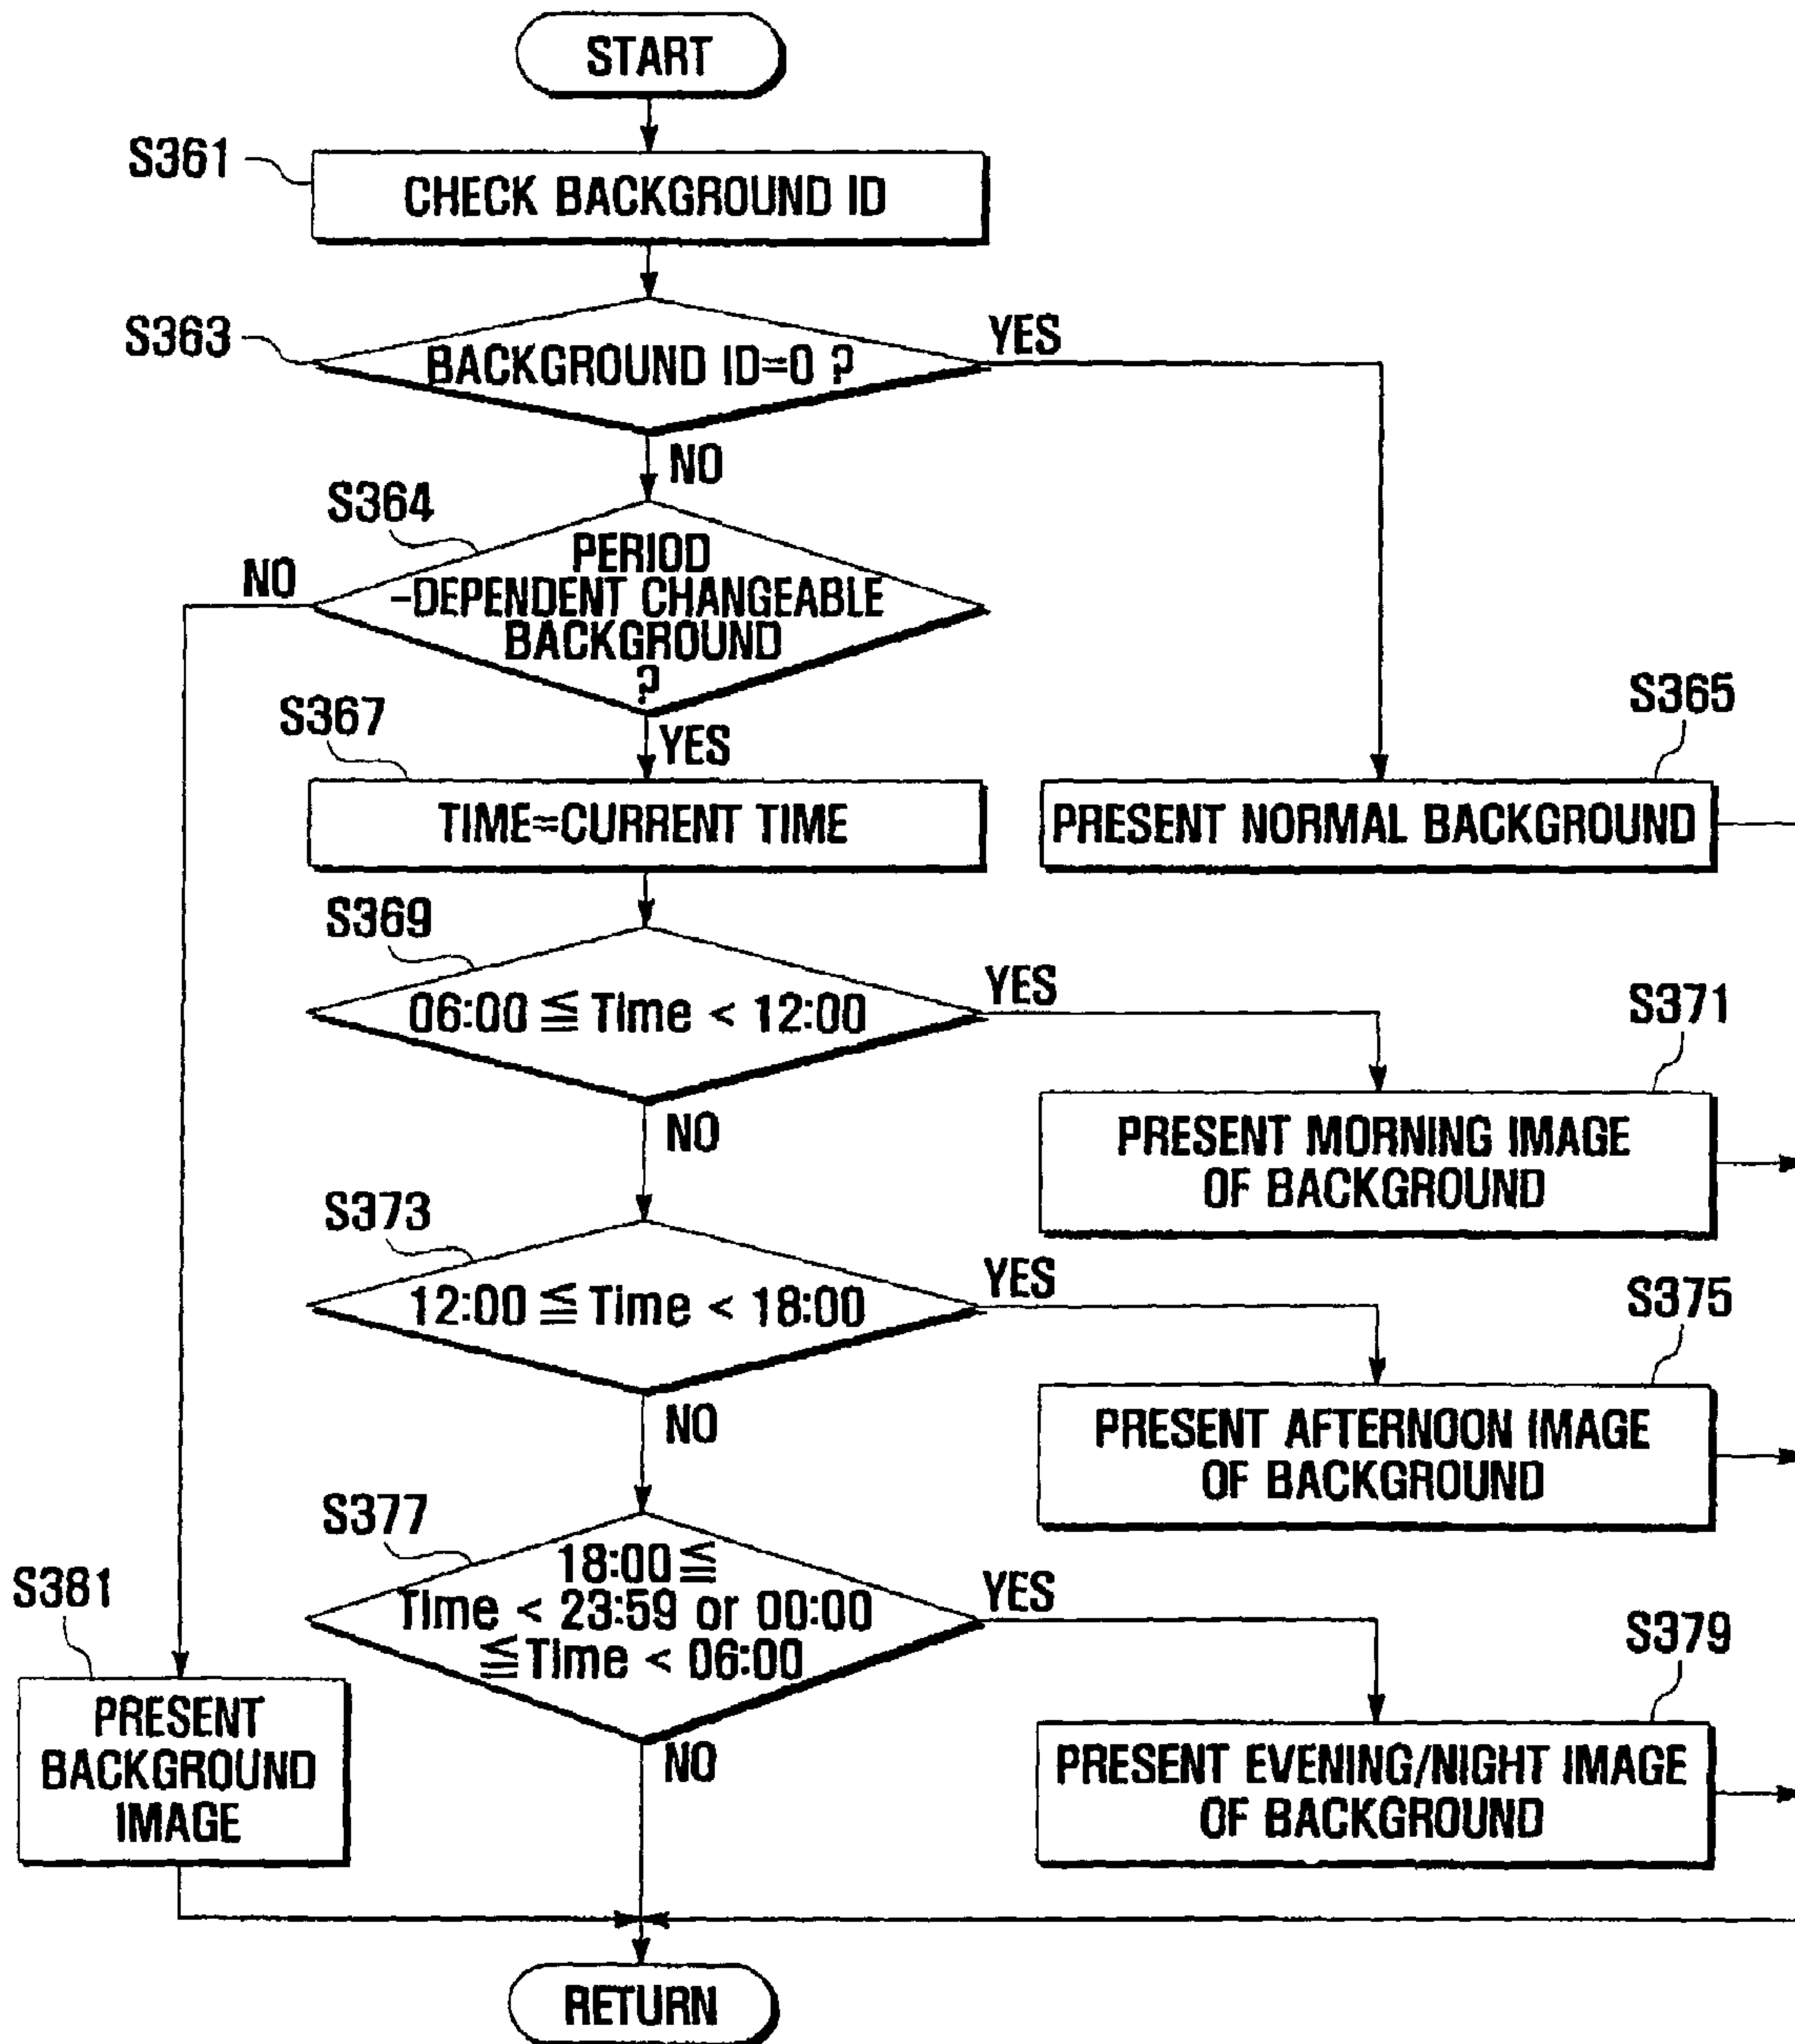 START
S361
CHECK BACKGROUND ID
S363
BACKGROUND ID=0 ?
YES
NO
S364
PERIOD
-DEPENDENT CHANGEABLE
BACKGROUND
?
NO
YES
S365
PRESENT NORMAL BACKGROUND
S367
TIME=CURRENT TIME
S369
06:00 ≦ Time < 12:00
YES
NO
S371
PRESENT MORNING IMAGE
OF BACKGROUND
S373
12:00 ≦ Time < 18:00
YES
NO
S375
PRESENT AFTERNOON IMAGE
OF BACKGROUND
S377
18:00 ≦
Time < 23:59 or 00:00
≦ Time < 06:00
YES
NO
S379
PRESENT EVENING/NIGHT IMAGE
OF BACKGROUND
S381
PRESENT
BACKGROUND
IMAGE
RETURN